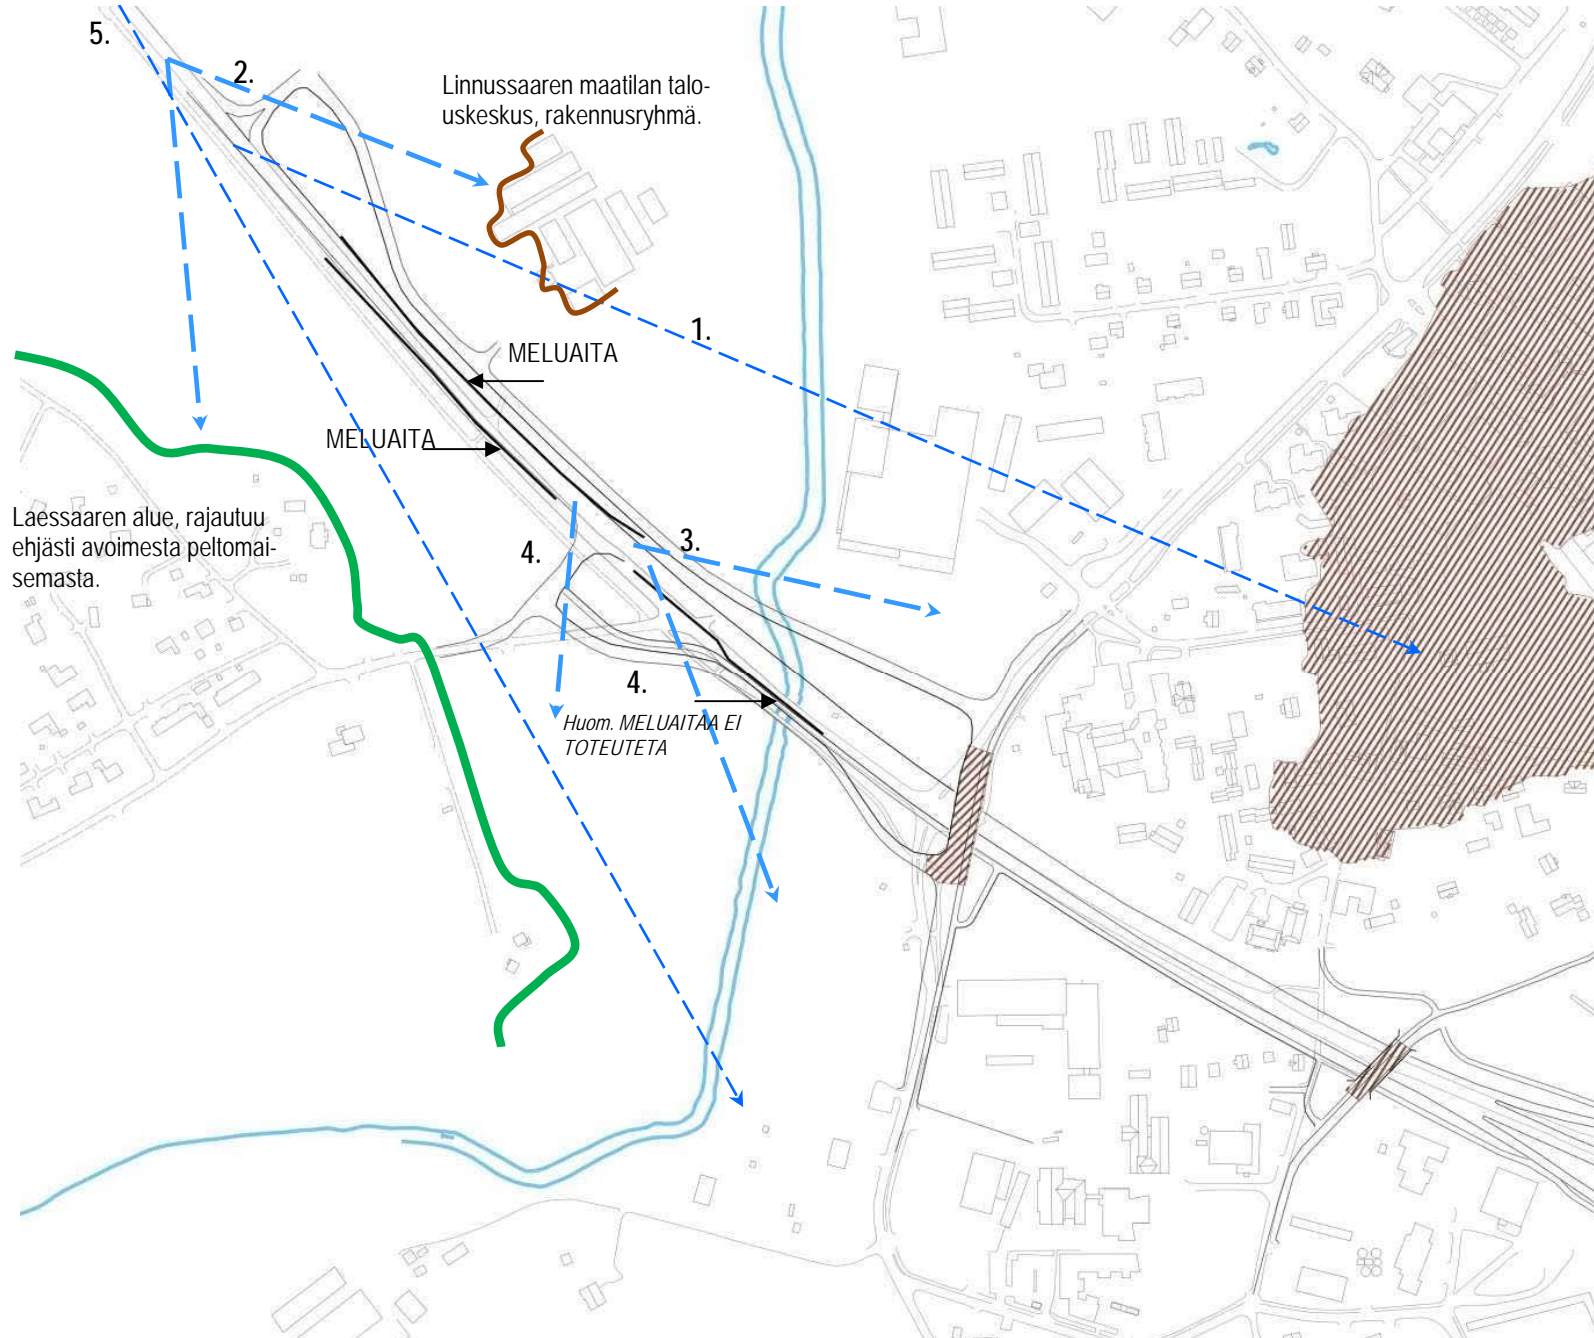 5.
2.
Linnussaaren maatilan talo-
uskeskus, rakennusryhmä.
1.
MELUAITA
MELUAITA
Laessaaren alue, rajautuu
ehjästi avoimesta peltomai-
semasta.
4.
3.
4.
Huom. MELUAITAA EI
TOTEUTETA